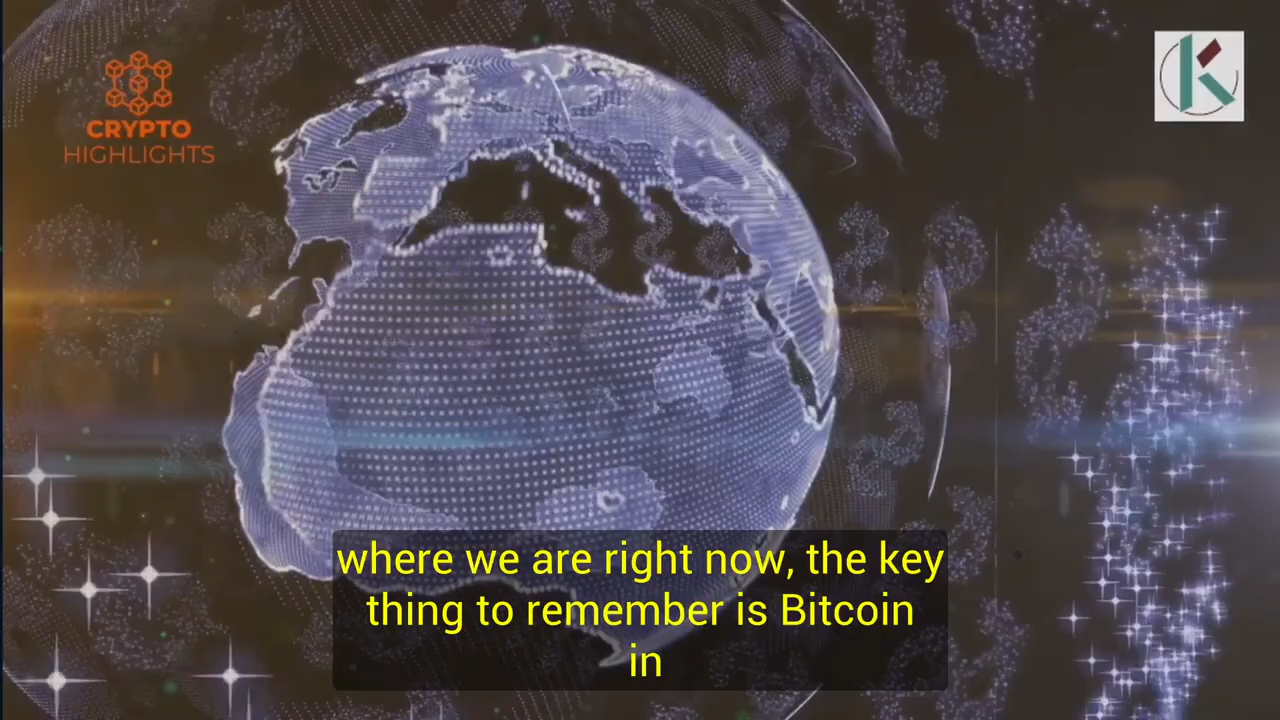 CRYPTO
HIGHLIGHTS
K
where we are right now, the key
thing to remember is Bitcoin
in